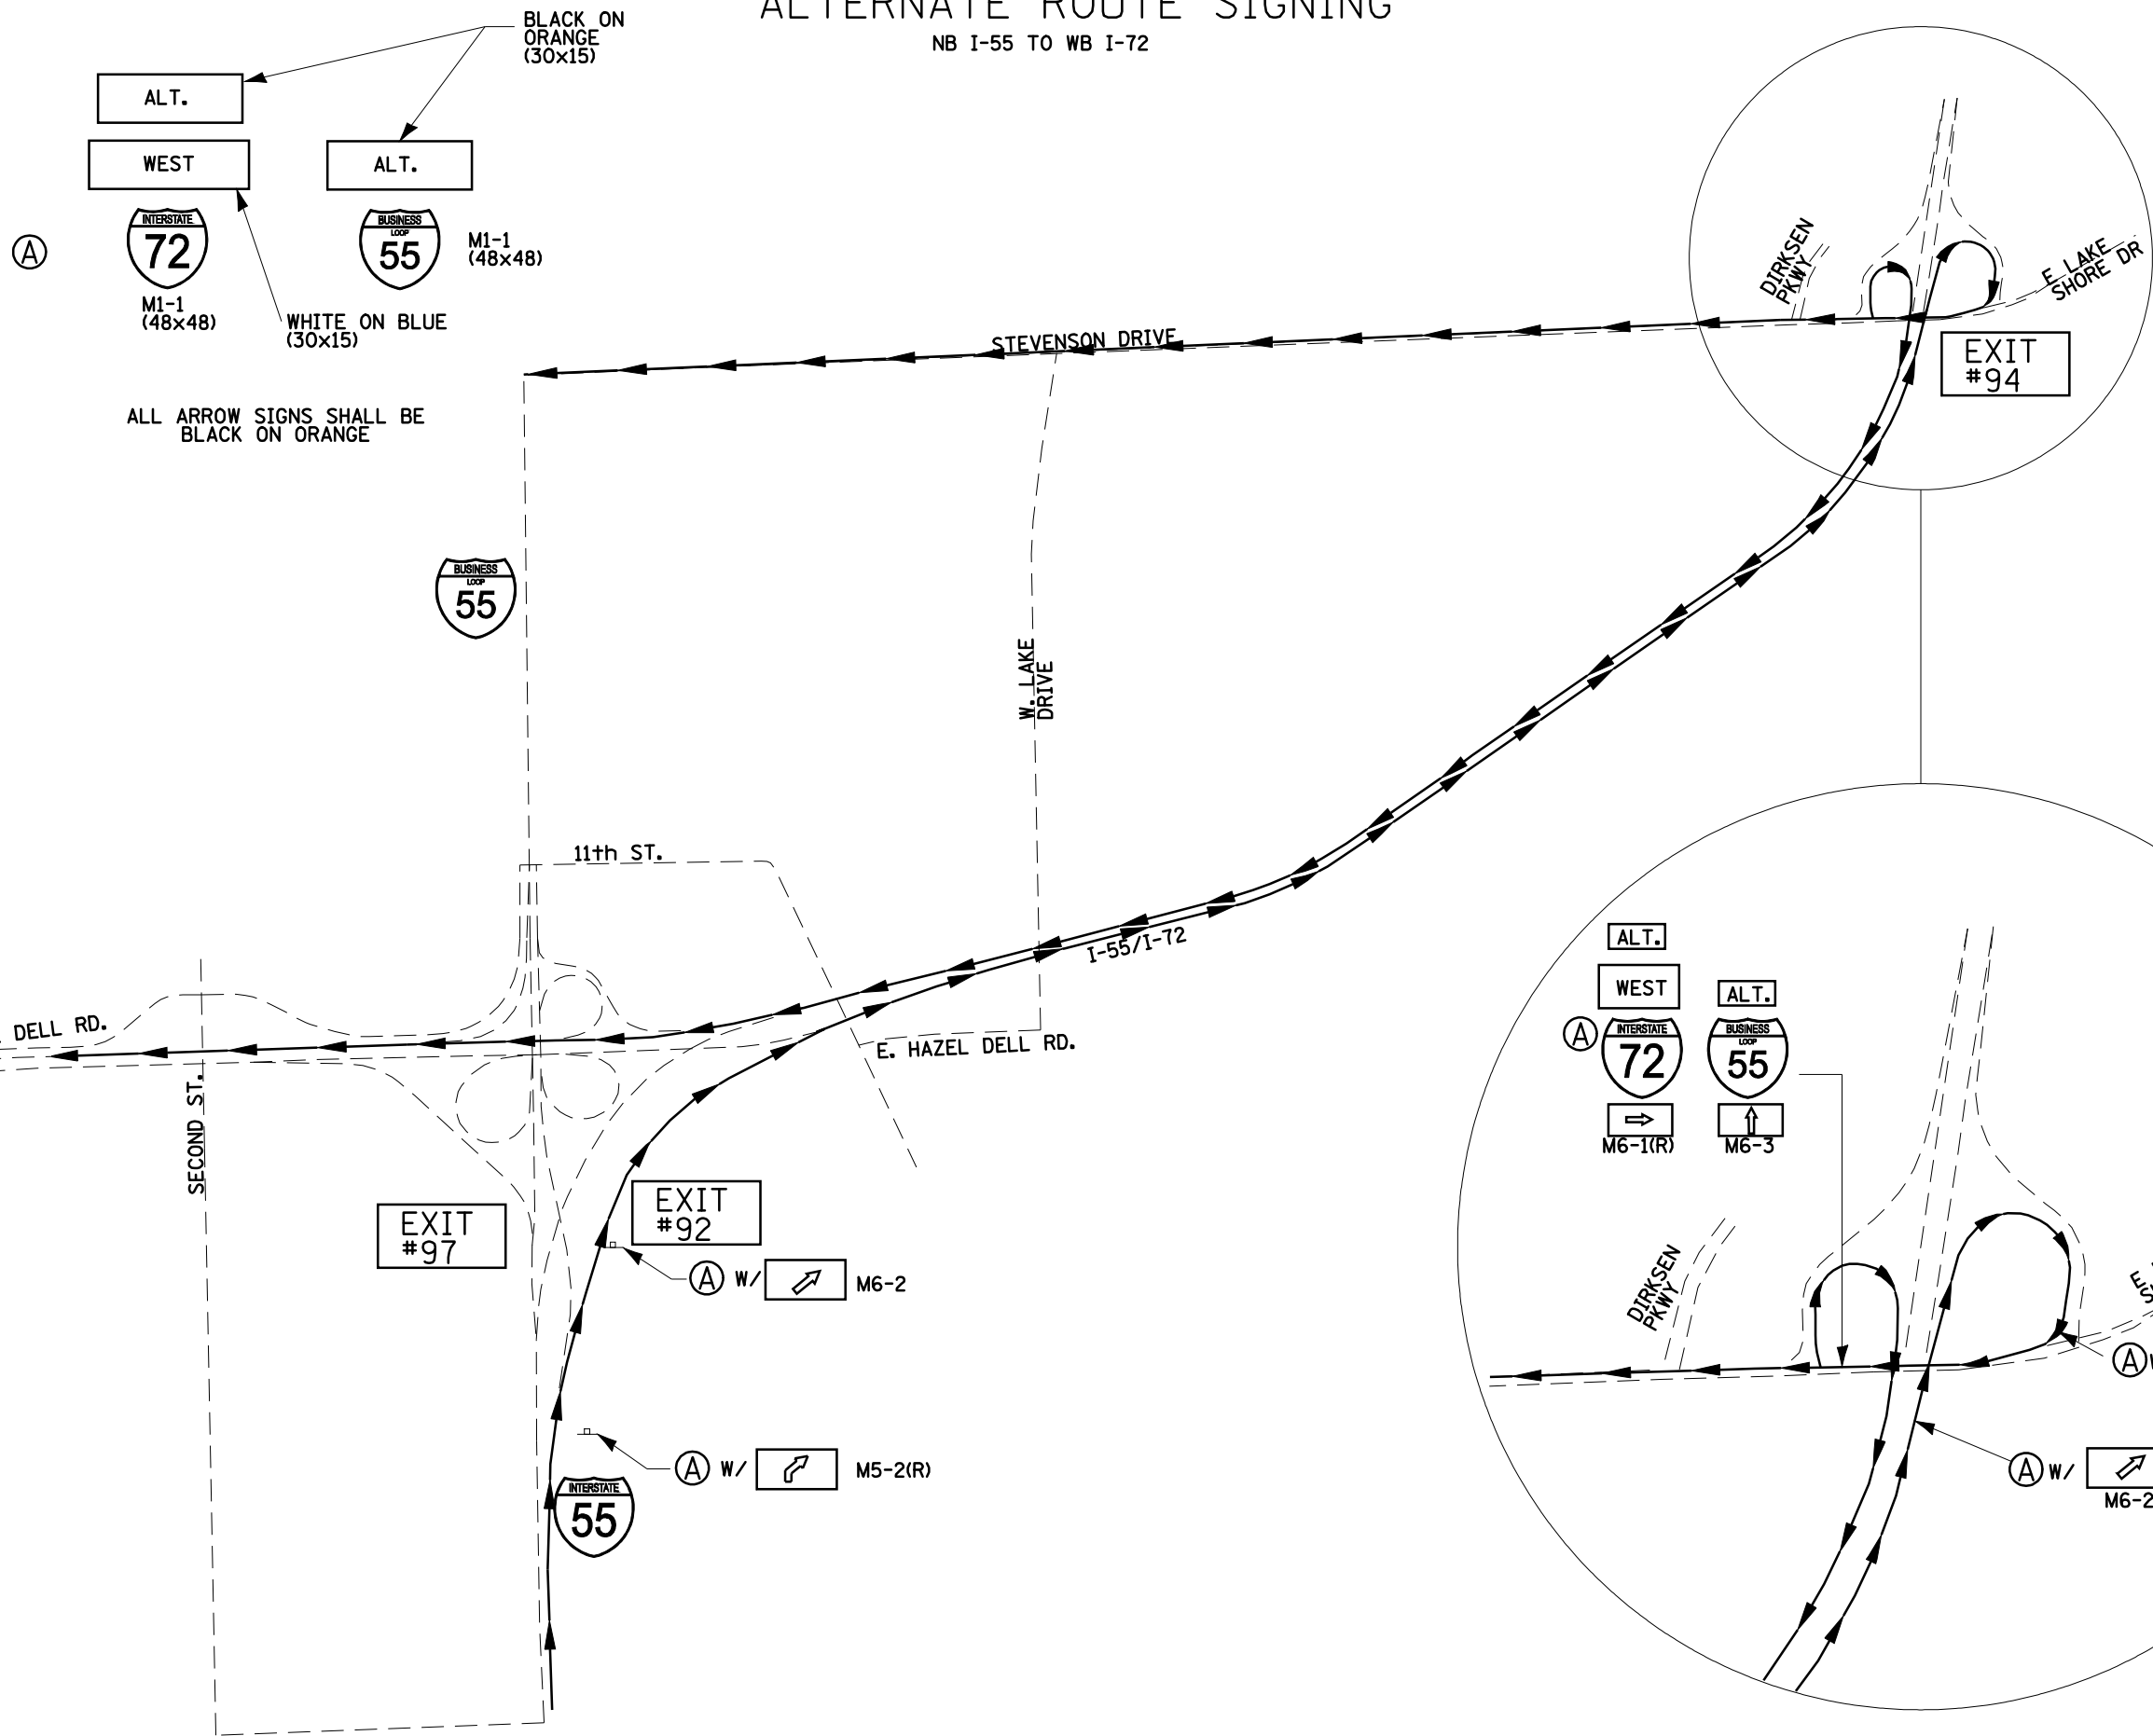 ALTERNATE ROUTE SIGNING
NB I-55 TO WB I-72
BLACK ON
ORANGE
(30x15)
ALT.
WEST
ALT.
A
INTERSTATE
72
M1-1
(48x48)
BUSINESS
LOOP
55
M1-1
(48x48)
WHITE ON BLUE
(30x15)
ALL ARROW SIGNS SHALL BE
BLACK ON ORANGE
STEVENSON DRIVE
DIRKSEN
PKWY
E. LAKE
SHORE DR
EXIT
#94
BUSINESS
LOOP
55
W. LAKE
DRIVE
11th ST.
I-55/I-72
DELL RD.
E. HAZEL DELL RD.
SECOND ST.
EXIT
#97
EXIT
#92
A W/ M6-2
A W/ M5-2(R)
INTERSTATE
55
ALT.
WEST
ALT.
A
INTERSTATE
72
BUSINESS
LOOP
55
M6-1(R)
M6-3
DIRKSEN
PKWY
E.
S
A
A W/
M6-2